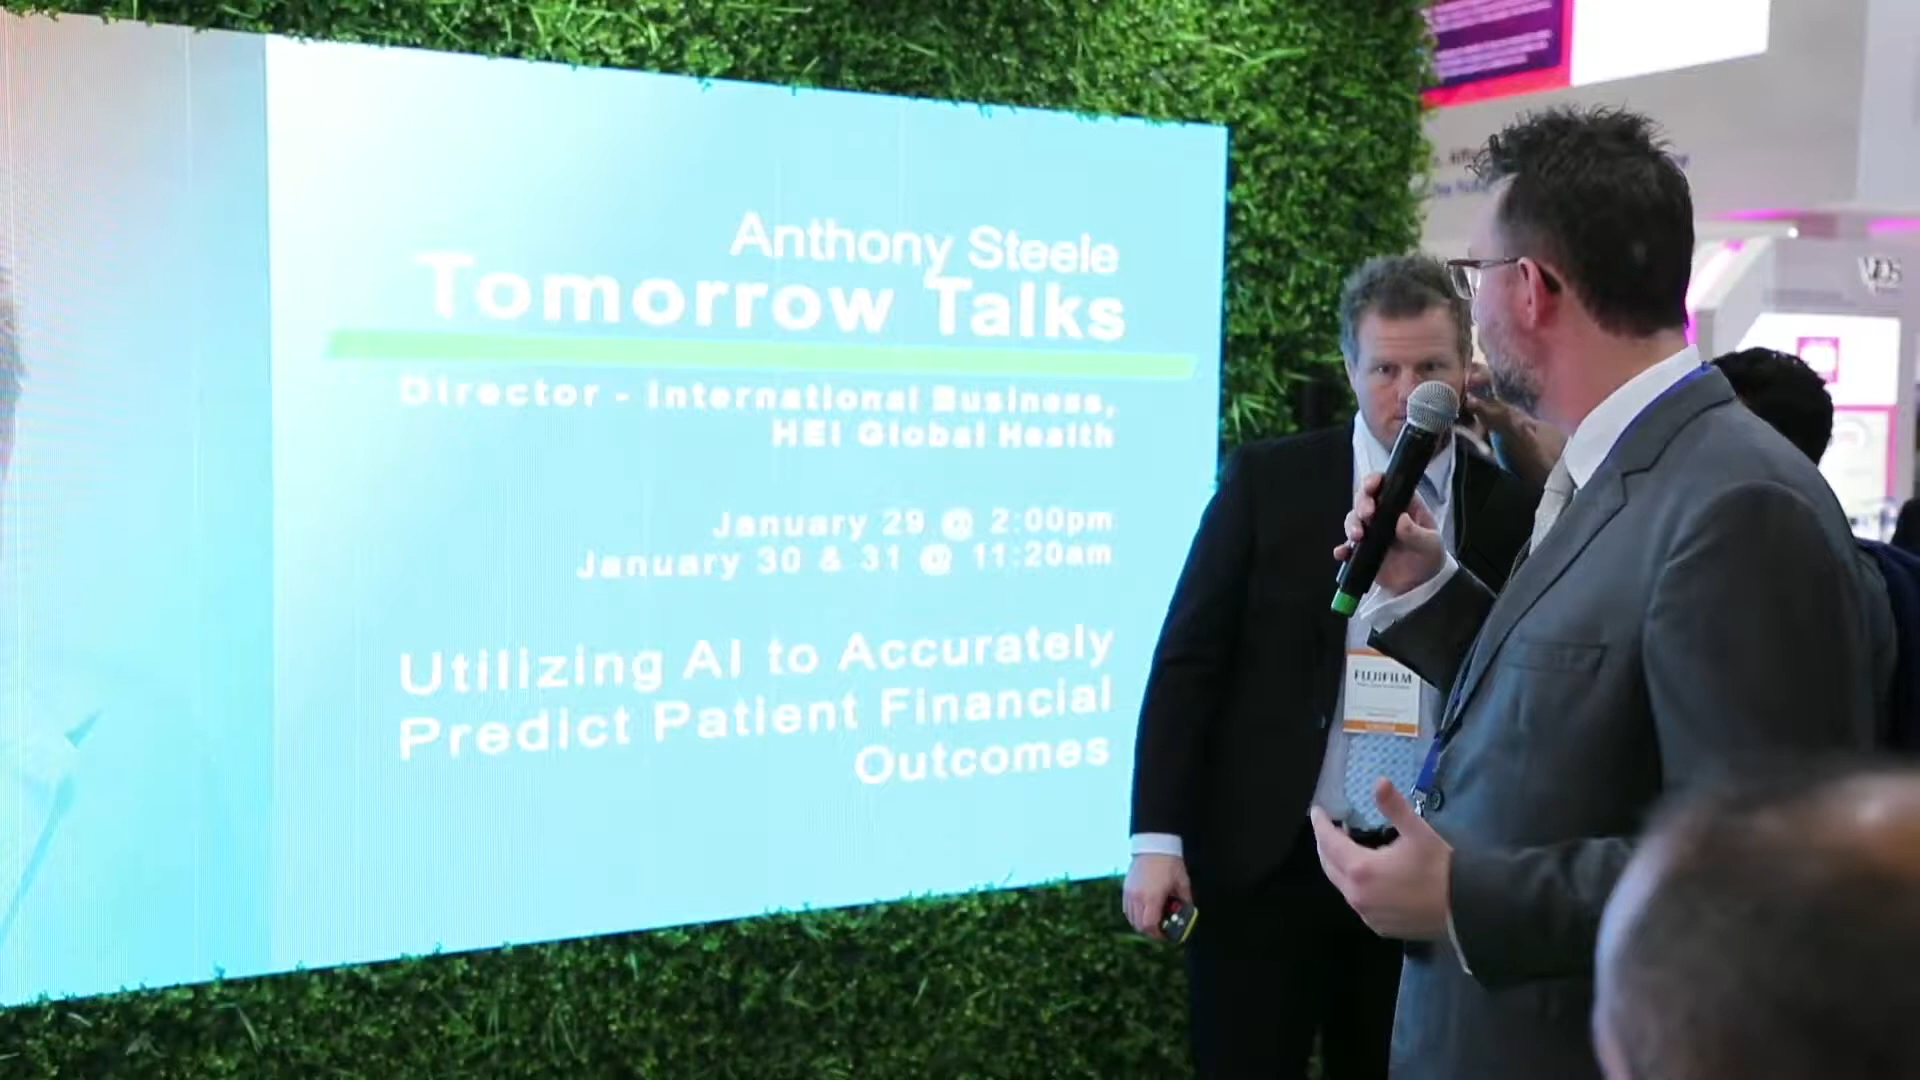 Anthony Steele
Tomorrow Talks
Director - International Business,
HEI Global Health
January 29 @ 2:00pm
January 30 & 31 @ 11:20am
Utilizing AI to Accurately
Predict Patient Financial
Outcomes
FUJIFILM